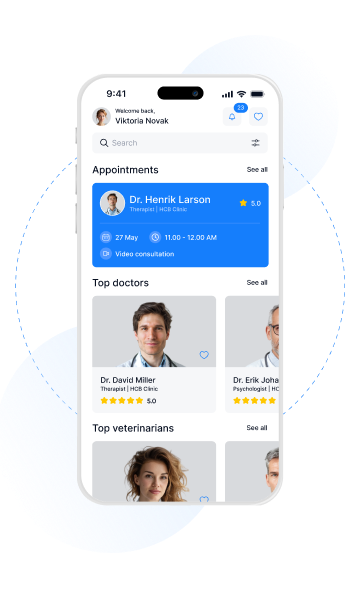 9:41
Welcome back,
Viktoria Novak
23
Search
Appointments
See all
Dr. Henrik Larson
Therapist | HCB Clinic
5.0
27 May
11.00 - 12.00 AM
Video consultation
Top doctors
See all
Dr. David Miller
Therapist | HCB Clinic
5.0
Dr. Erik Joha
Psychologist | HC
Top veterinarians
See all